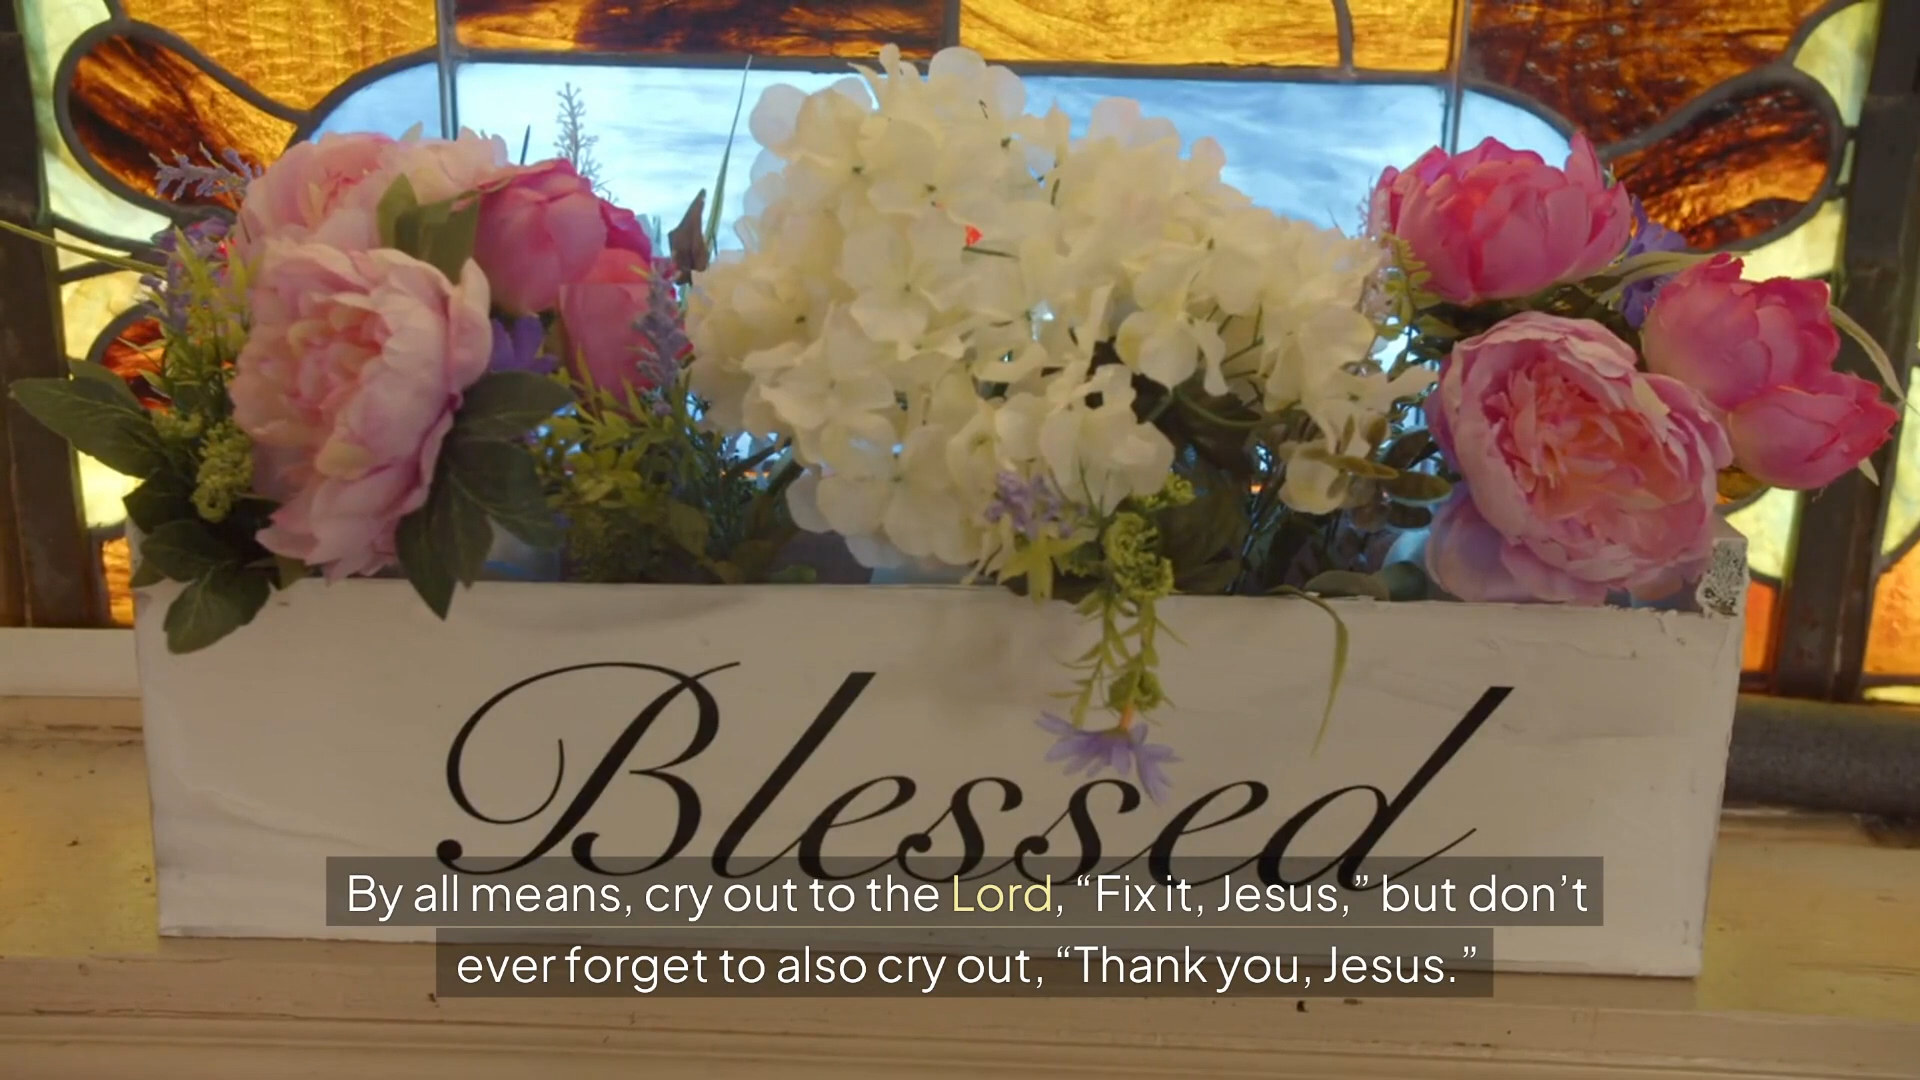 Blessed
By all means, cry out to the Lord, “Fix it, Jesus,” but don’t
ever forget to also cry out, “Thank you, Jesus.”